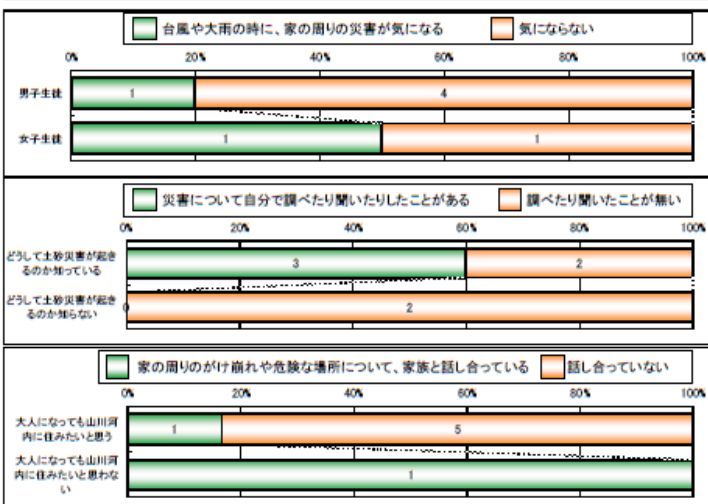 台風や大雨の時に、家の周りの災害が気になる 気にならない
0% 20% 40% 60% 80% 100%
男子生徒 1 4
女子生徒 1 1
災害について自分で調べたり聞いたりしたことがある 調べたり聞いたことが無い
0% 20% 40% 60% 80% 100%
どうして土砂災害が起き
るのか知っている
3 2
どうして土砂災害が起き
るのか知らない
0 2
家の周りのがけ崩れや危険な場所について、家族と話し合っている 話し合っていない
0% 20% 40% 60% 80% 100%
大人になっても山川河
内に住みたいと思う
1 5
大人になっても山川河
内に住みたいと思わな
い
1